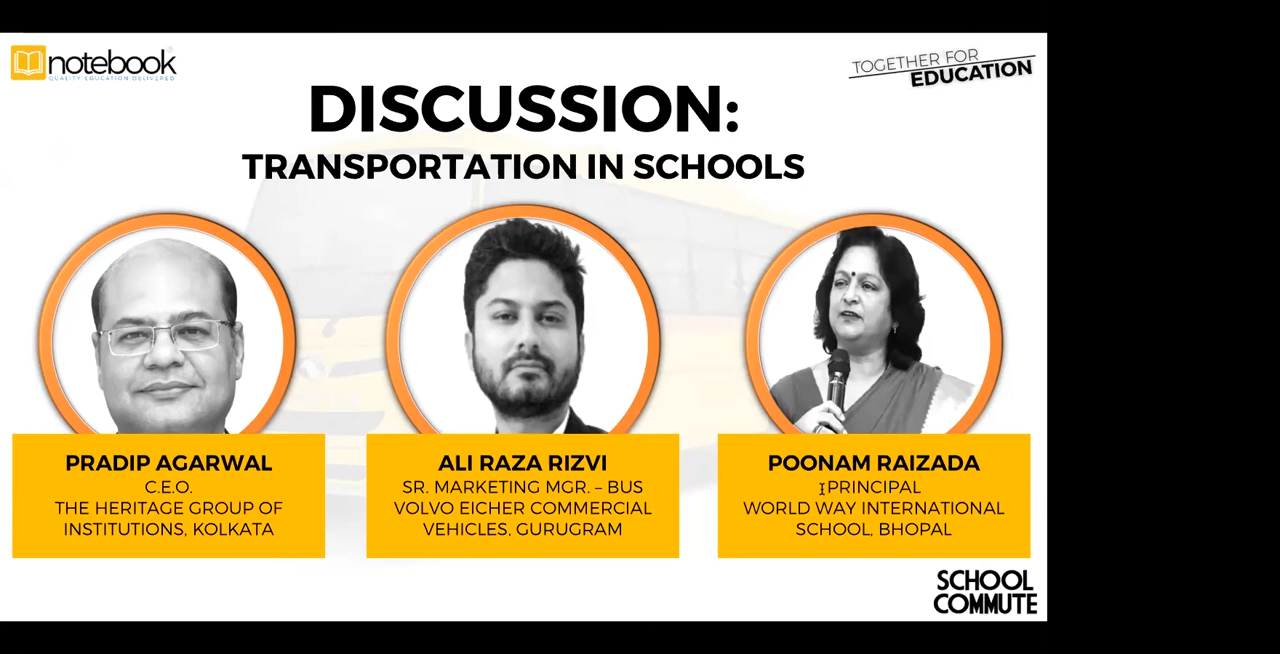 notebook
QUALITY EDUCATION DELIVERED
TOGETHER FOR
EDUCATION
DISCUSSION:
TRANSPORTATION IN SCHOOLS
PRADIP AGARWAL
C.E.O.
THE HERITAGE GROUP OF
INSTITUTIONS, KOLKATA
ALI RAZA RIZVI
SR. MARKETING MGR. – BUS
VOLVO EICHER COMMERCIAL
VEHICLES, GURUGRAM
POONAM RAIZADA
PRINCIPAL
WORLD WAY INTERNATIONAL
SCHOOL, BHOPAL
SCHOOL
COMMUTE